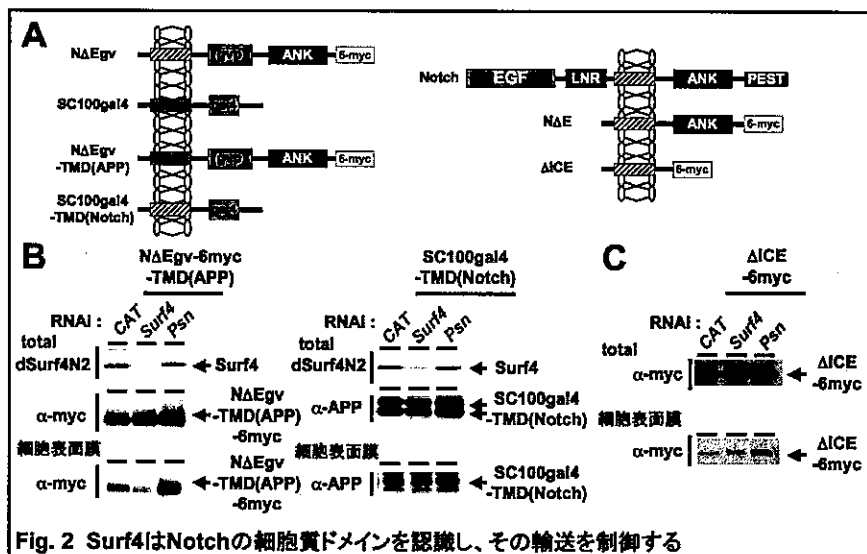 A
NΔEgv
ANK
6-myc
SC100gal4
NΔEgv
-TMD(APP)
ANK
6-myc
SC100gal4
-TMD(Notch)
Notch
EGF
LNR
ANK
PEST
NΔE
ANK
6-myc
ΔICE
6-myc
B
NΔEgv-6myc
-TMD(APP)
RNAi :
CAT
Surf4
Psn
total
dSurf4N2
Surf4
α-myc
NΔEgv
-TMD(APP)
-6myc
細胞表面膜
α-myc
NΔEgv
-TMD(APP)
-6myc
SC100gal4
-TMD(Notch)
RNAi :
CAT
Surf4
Psn
total
dSurf4N2
Surf4
α-APP
SC100gal4
-TMD(Notch)
細胞表面膜
α-APP
SC100gal4
-TMD(Notch)
C
ΔICE
-6myc
RNAi :
CAT
Surf4
Psn
total
α-myc
ΔICE
-6myc
細胞表面膜
α-myc
ΔICE
-6myc
Fig. 2 Surf4はNotchの細胞質ドメインを認識し、その輸送を制御する